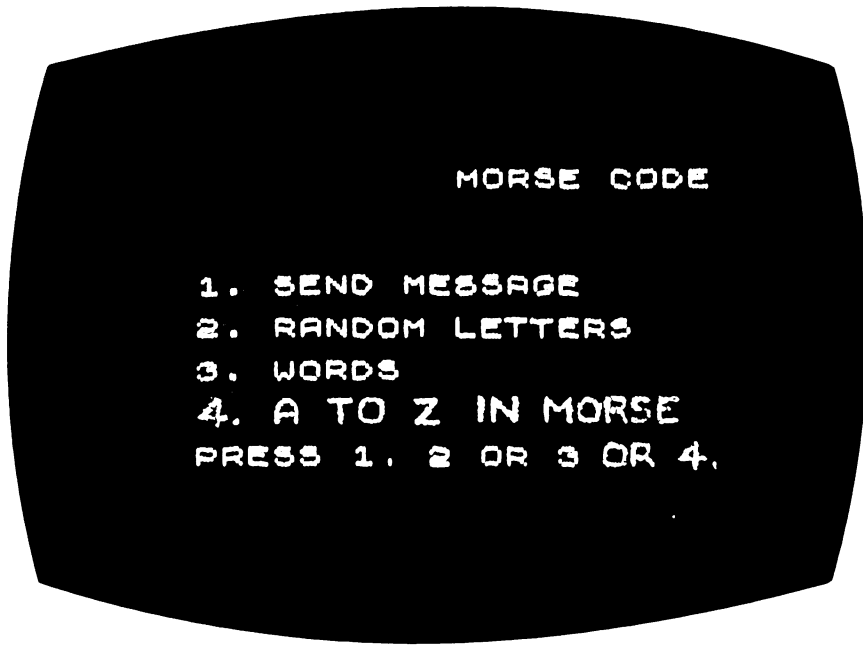 MORSE CODE
1. SEND MESSAGE
2. RANDOM LETTERS
3. WORDS
4. A TO Z IN MORSE
PRESS 1, 2 OR 3 OR 4.